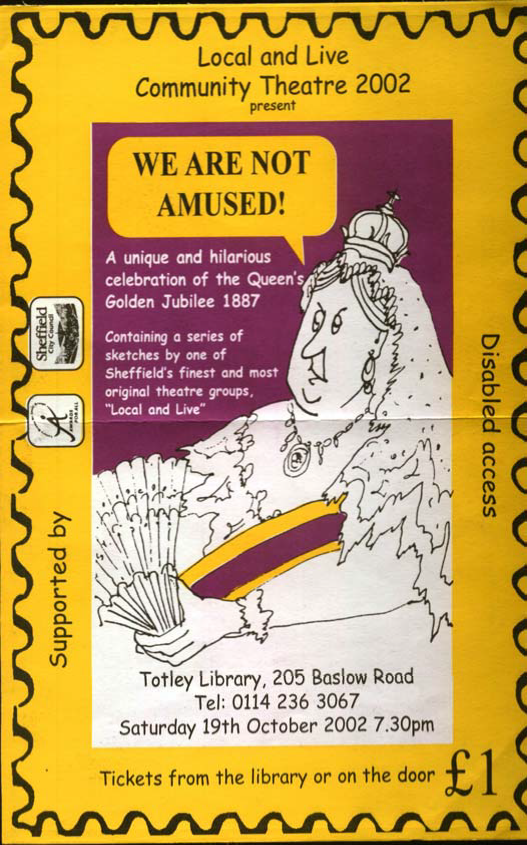 Local and Live
Community Theatre 2002
present
WE ARE NOT
AMUSED!
A unique and hilarious
celebration of the Queen's
Golden Jubilee 1887
Containing a series of
sketches by one of
Sheffield's finest and most
original theatre groups,
"Local and Live"
Supported by
Sheffield
City Council
AWARDS
FOR ALL
Disabled access
Totley Library, 205 Baslow Road
Tel: 0114 236 3067
Saturday 19th October 2002 7.30pm
Tickets from the library or on the door £1